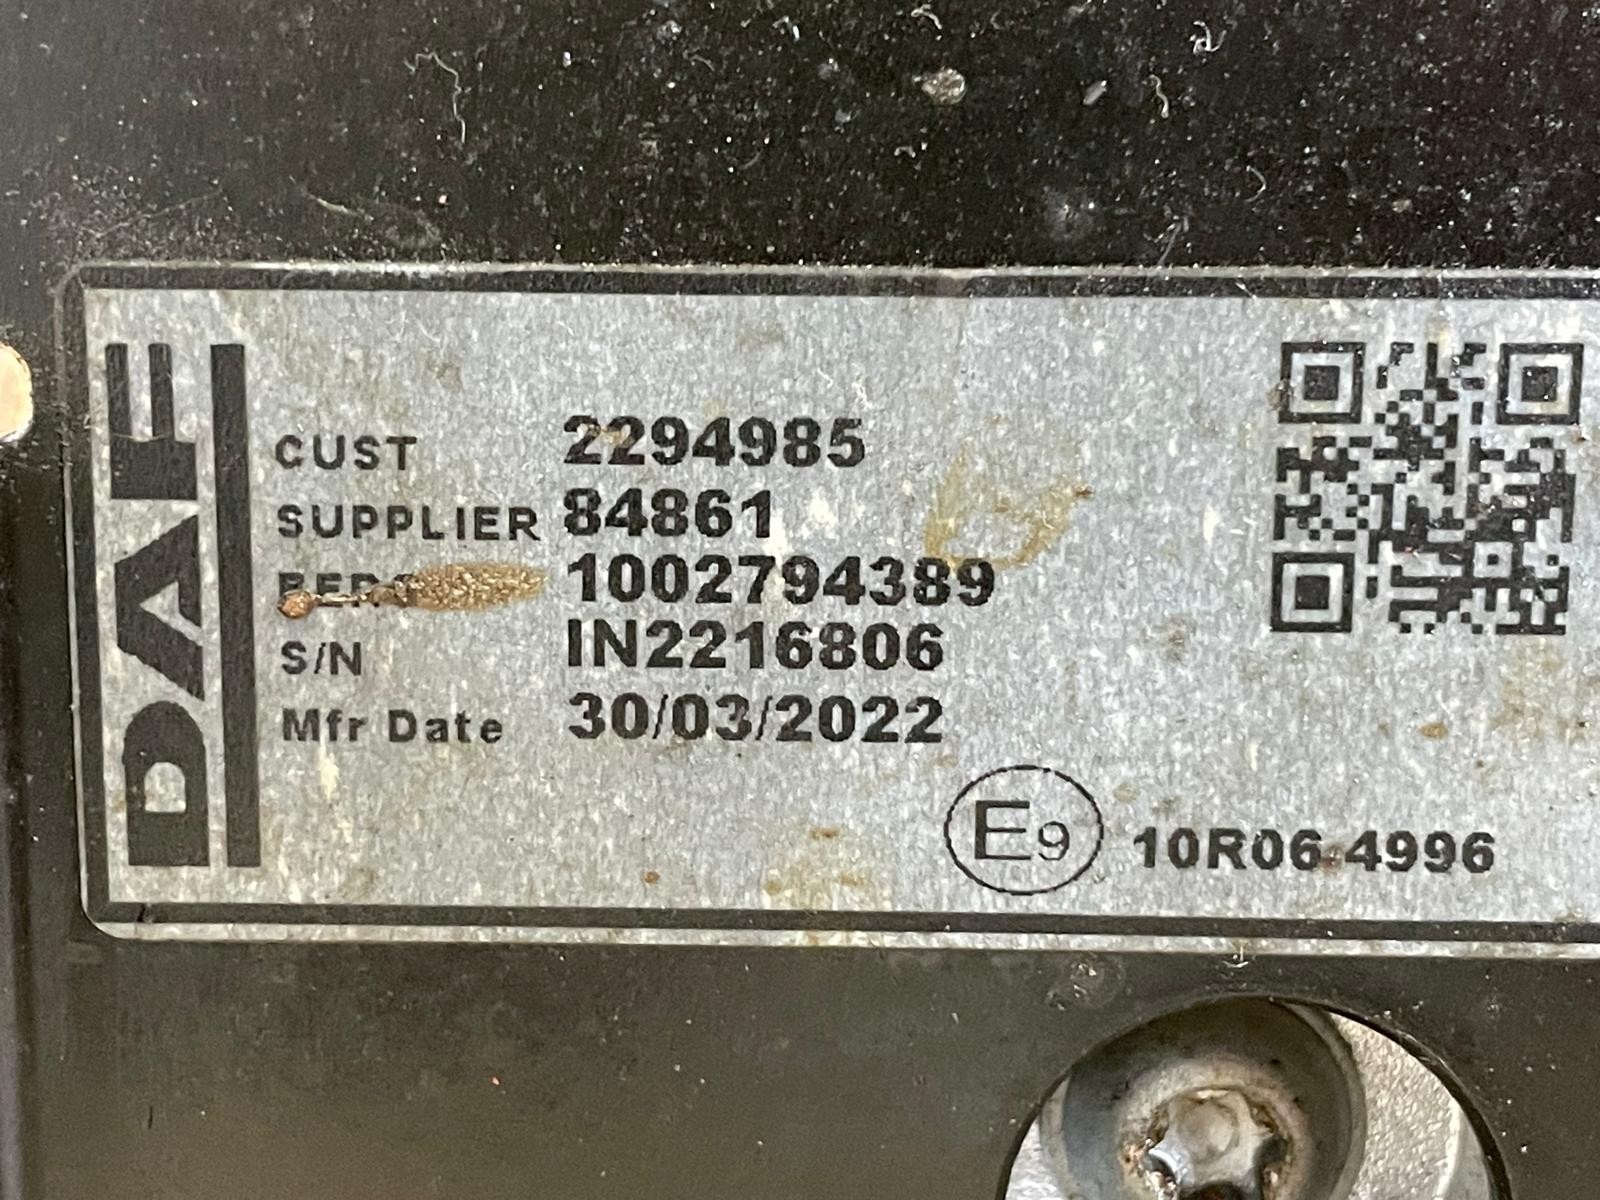 DAF
CUST 2294985
SUPPLIER 84861
1002794389
S/N IN2216806
Mfr Date 30/03/2022
E9 10R06 4996